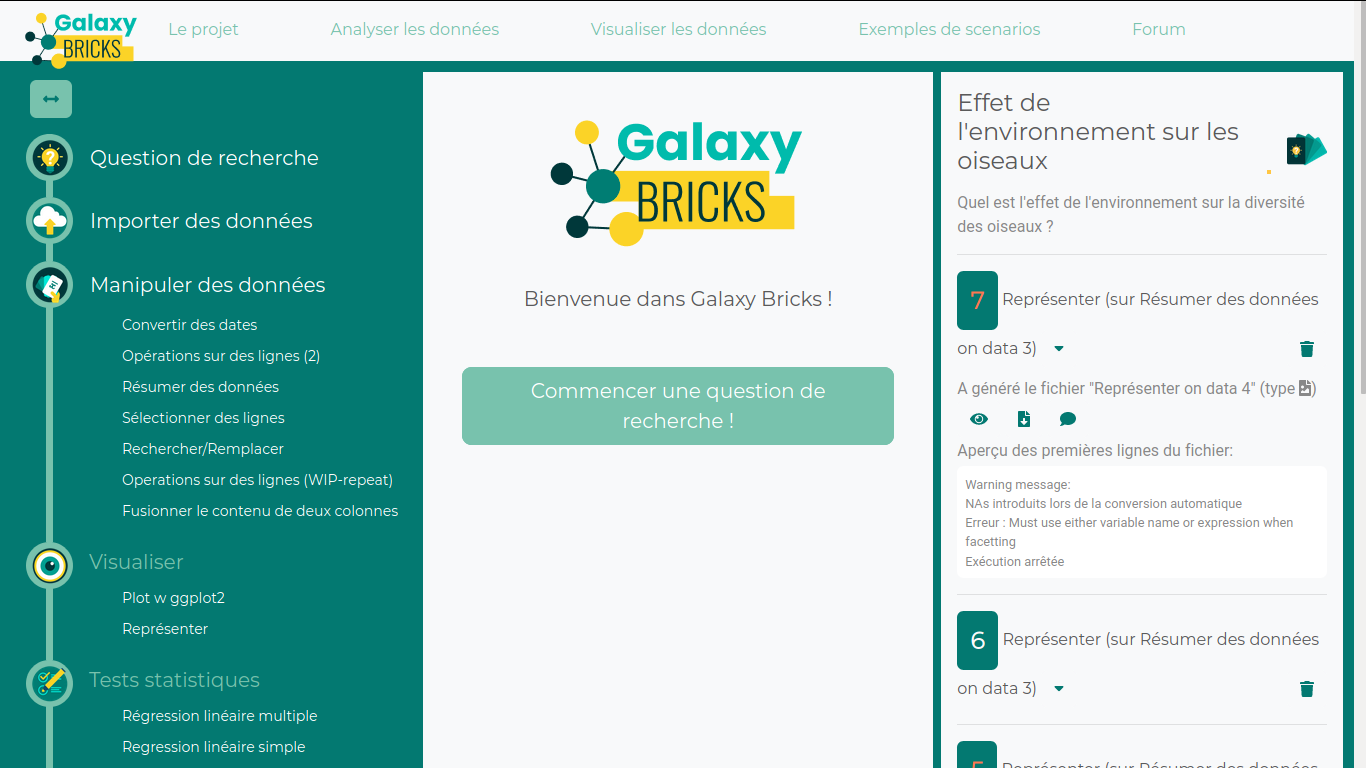 Galaxy
BRICKS
Le projet
Analyser les données
Visualiser les données
Exemples de scenarios
Forum
Question de recherche
Importer des données
Manipuler des données
Convertir des dates
Opérations sur des lignes (2)
Résumer des données
Sélectionner des lignes
Rechercher/Remplacer
Operations sur des lignes (WIP-repeat)
Fusionner le contenu de deux colonnes
Visualiser
Plot w ggplot2
Représenter
Tests statistiques
Régression linéaire multiple
Regression linéaire simple
Galaxy
BRICKS
Bienvenue dans Galaxy Bricks !
Commencer une question de
recherche !
Effet de
l'environnement sur les
oiseaux
Quel est l'effet de l'environnement sur la diversité
des oiseaux ?
7 Représenter (sur Résumer des données
on data 3)
A généré le fichier "Représenter on data 4" (type )
Aperçu des premières lignes du fichier:
Warning message:
NAs introduits lors de la conversion automatique
Erreur : Must use either variable name or expression when
facetting
Exécution arrêtée
6 Représenter (sur Résumer des données
on data 3)
5 Représenter (sur Résumer des données